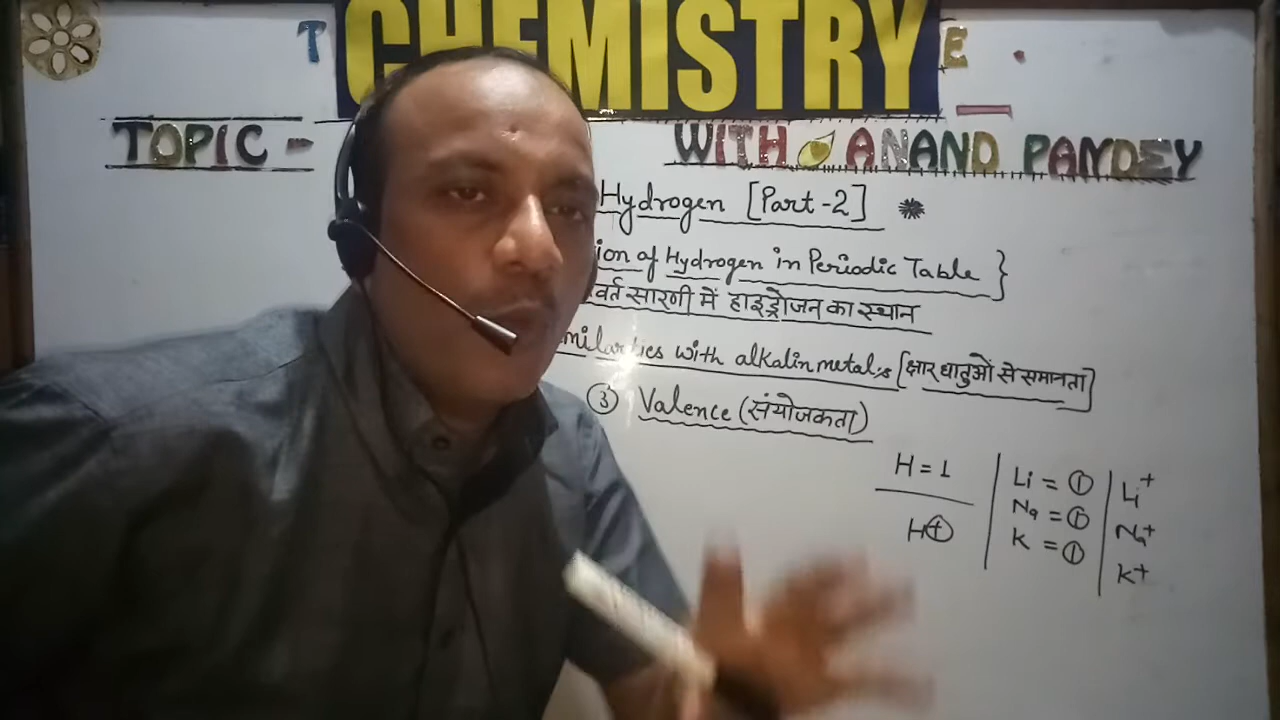 CHEMISTRY
TOPIC -
WITH ANAND PANDEY
Hydrogen [Part-2]
of Hydrogen in Periodic Table }
सारणी में हाइड्रोजन का स्थान
with alkalin metals [क्षार धातुओं से समानता]
③ Valence (संयोजकता)
H = 1
H⊕
Li = ①
Na = ①
K = ①
Li+
Na+
K+